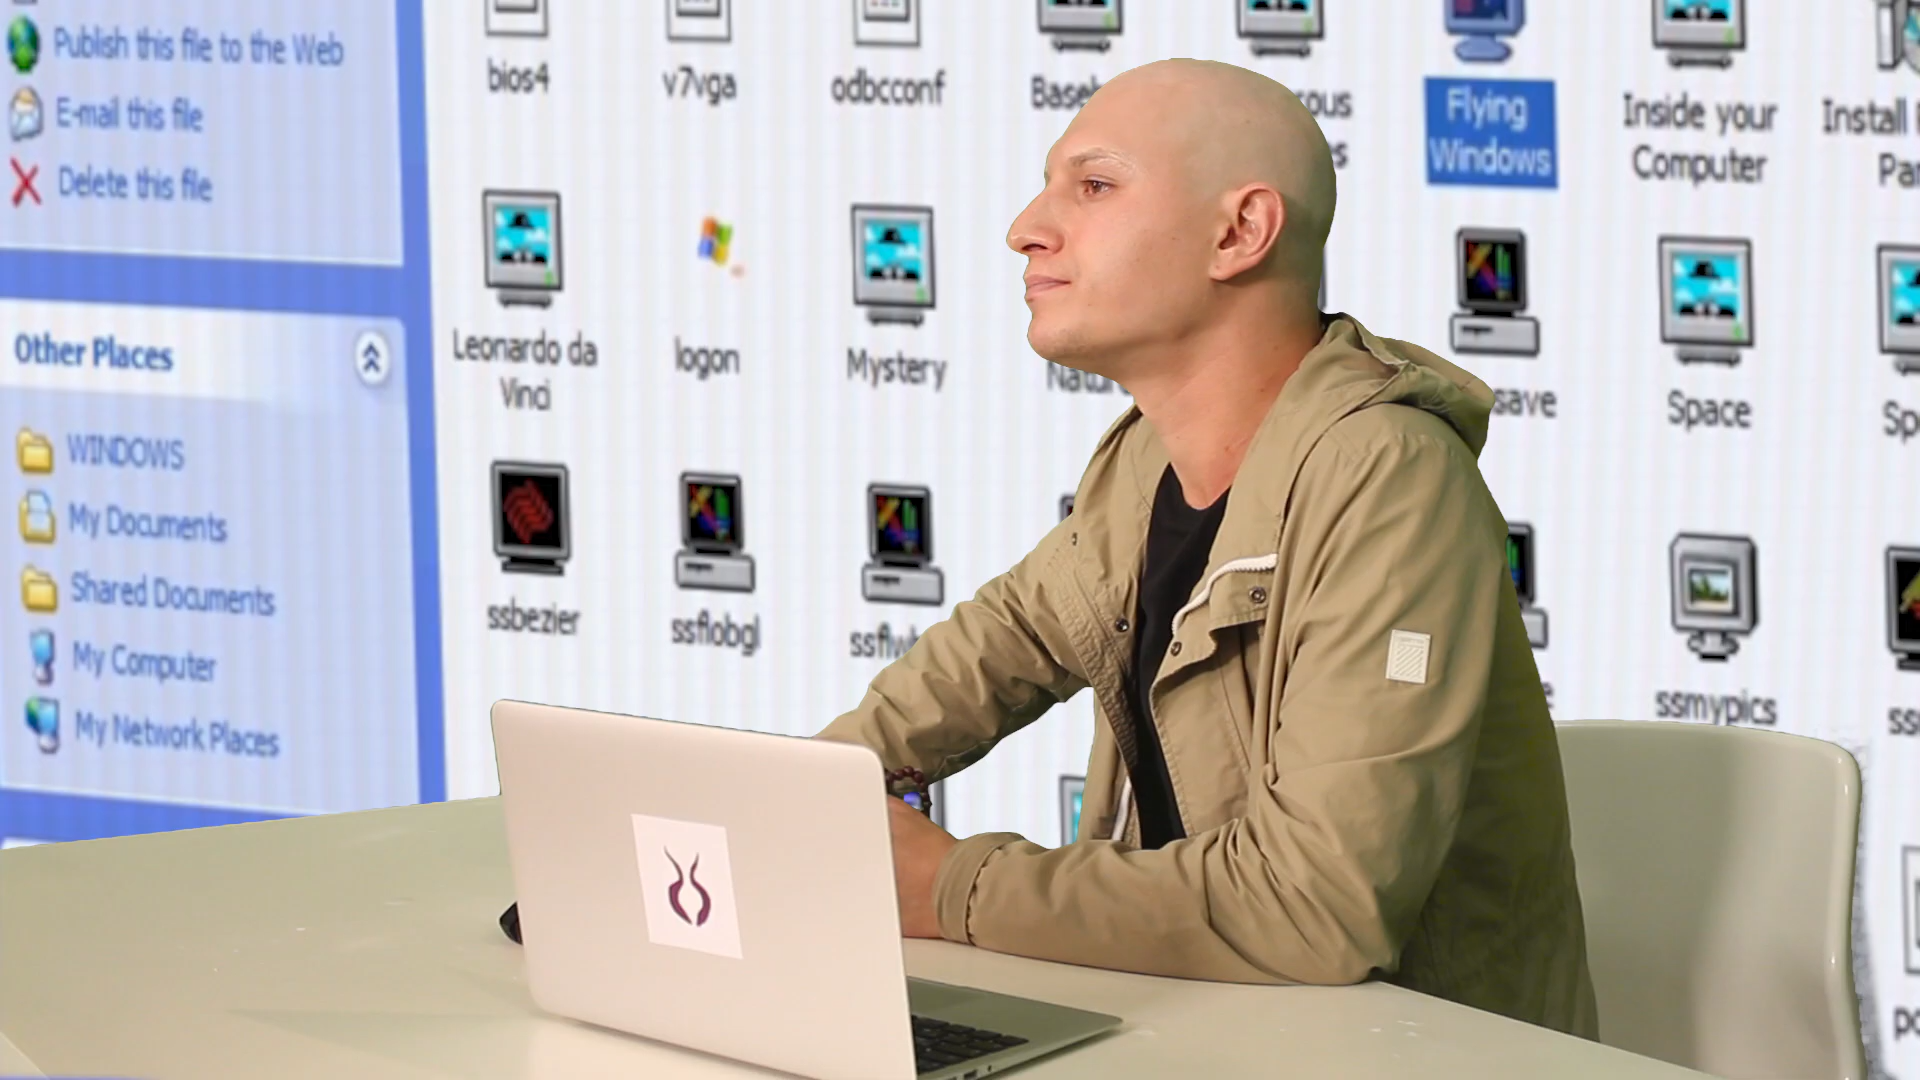 Publish this file to the Web
E-mail this file
Delete this file
Other Places
WINDOWS
My Documents
Shared Documents
My Computer
My Network Places
bios4
v7vga
odbcconf
Flying
Windows
Inside your
Computer
Install
Leonardo da
Vinci
logon
Mystery
save
Space
ssbezier
ssflobgl
ssmypics